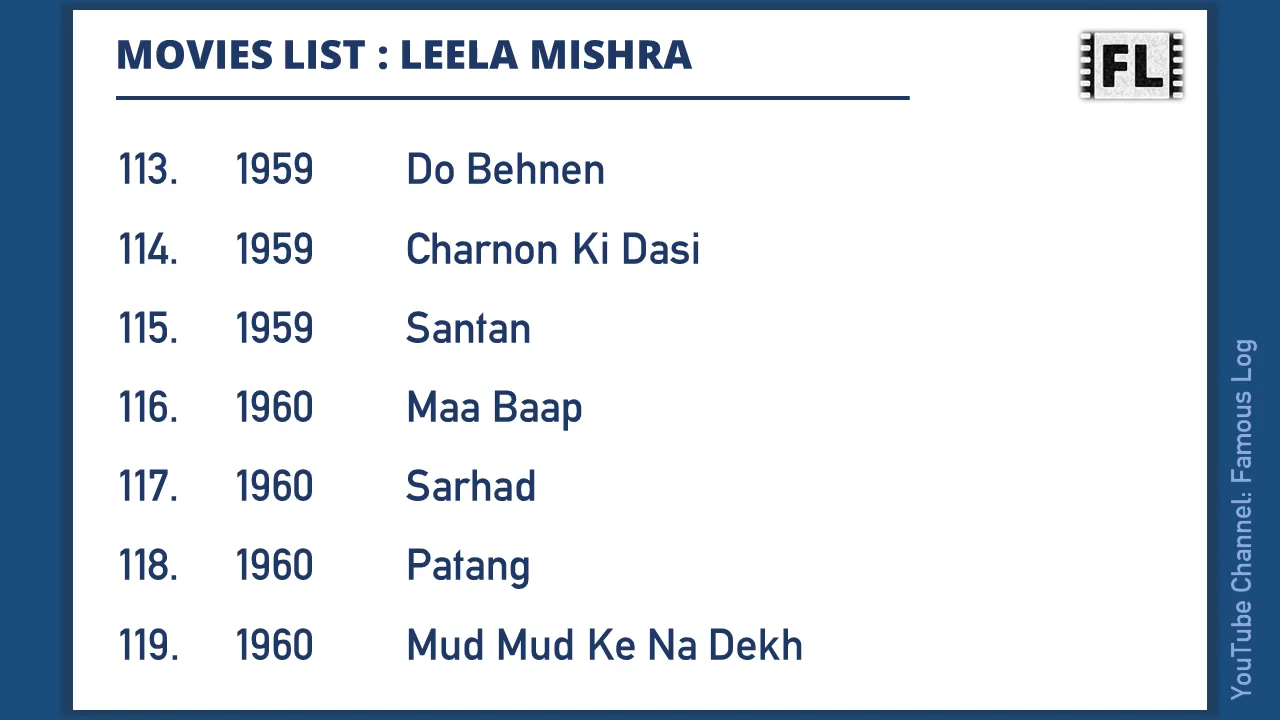 MOVIES LIST : LEELA MISHRA
FL
113. 1959 Do Behnen
114. 1959 Charnon Ki Dasi
115. 1959 Santan
116. 1960 Maa Baap
117. 1960 Sarhad
118. 1960 Patang
119. 1960 Mud Mud Ke Na Dekh
YouTube Channel: Famous Log